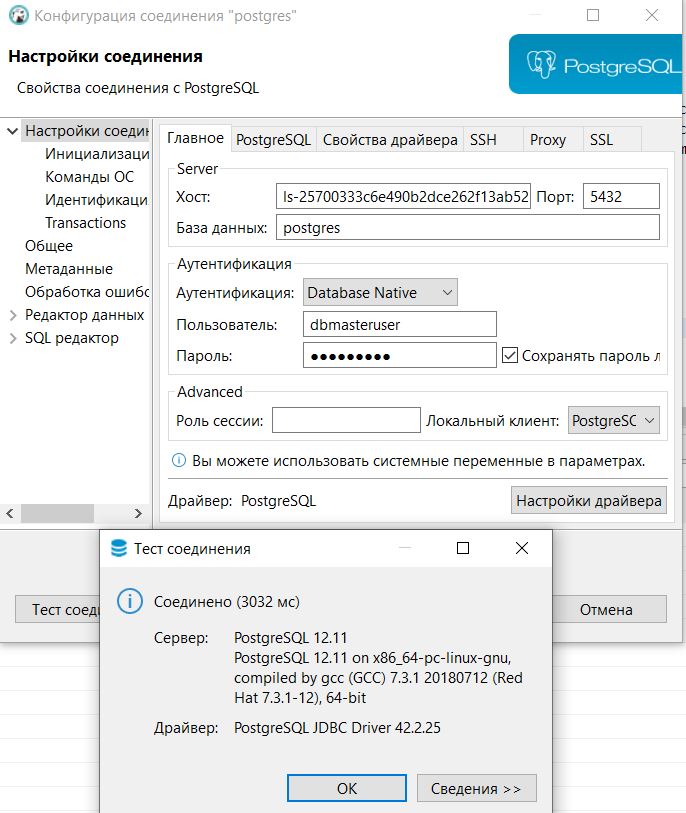 Конфигурация соединения "postgres"
Настройки соединения
Свойства соединения с PostgreSQL
PostgreSQL
Настройки соедин
Инициализаци
Команды ОС
Идентификаци
Transactions
Общее
Метаданные
Обработка ошибо
Редактор данных
SQL редактор
Главное PostgreSQL Свойства драйвера SSH Proxy SSL
Server
Хост: ls-25700333c6e490b2dce262f13ab52 Порт: 5432
База данных: postgres
Аутентификация
Аутентификация: Database Native
Пользователь: dbmasteruser
Пароль: ●●●●●●●●● Сохранять пароль л
Advanced
Роль сессии: Локальный клиент: PostgreSC
Вы можете использовать системные переменные в параметрах.
Драйвер: PostgreSQL Настройки драйвера
Тест соеди Отмена
Тест соединения
Соединено (3032 мс)
Сервер: PostgreSQL 12.11
PostgreSQL 12.11 on x86_64-pc-linux-gnu,
compiled by gcc (GCC) 7.3.1 20180712 (Red
Hat 7.3.1-12), 64-bit
Драйвер: PostgreSQL JDBC Driver 42.2.25
OK Сведения >>